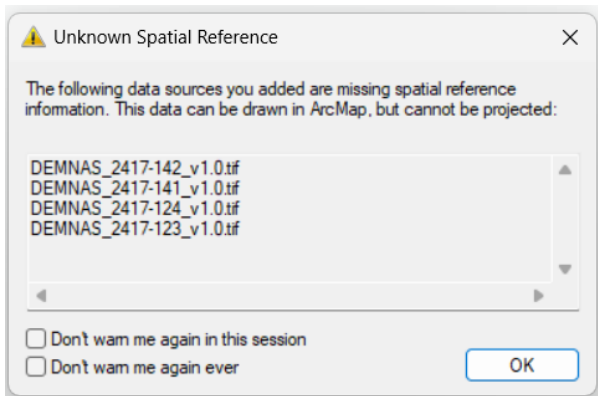 Unknown Spatial Reference
The following data sources you added are missing spatial reference
information. This data can be drawn in ArcMap, but cannot be projected:
DEMNAS_2417-142_v1.0.tif
DEMNAS_2417-141_v1.0.tif
DEMNAS_2417-124_v1.0.tif
DEMNAS_2417-123_v1.0.tif
Don't warn me again in this session
Don't warn me again ever
OK